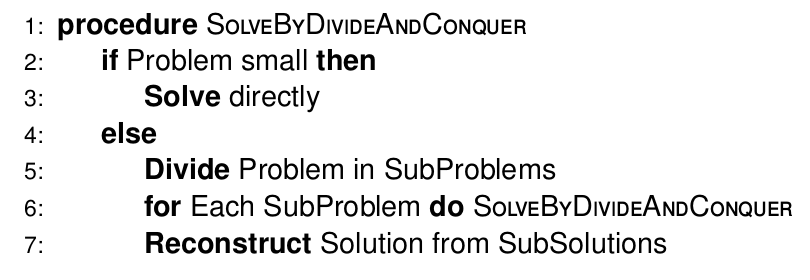 1: procedure SolveByDivideAndConquer
2: if Problem small then
3: Solve directly
4: else
5: Divide Problem in SubProblems
6: for Each SubProblem do SolveByDivideAndConquer
7: Reconstruct Solution from SubSolutions